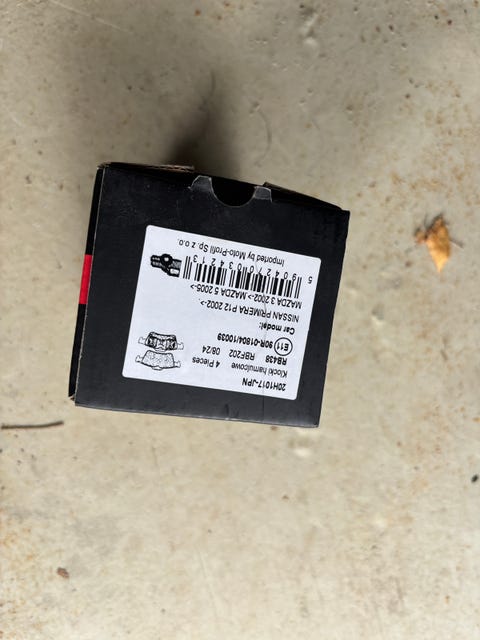 20H1017-JPN
Klocki hamulcowe 4 Pieces
RB438 RBF202 08/24
E11 90R-01804/10039
Car model:
NISSAN PRIMERA P12 2002->,
MAZDA 3 2002-> MAZDA 5 2005->
5 904270 034213
Imported by Moto-Profil Sp. z o.o.